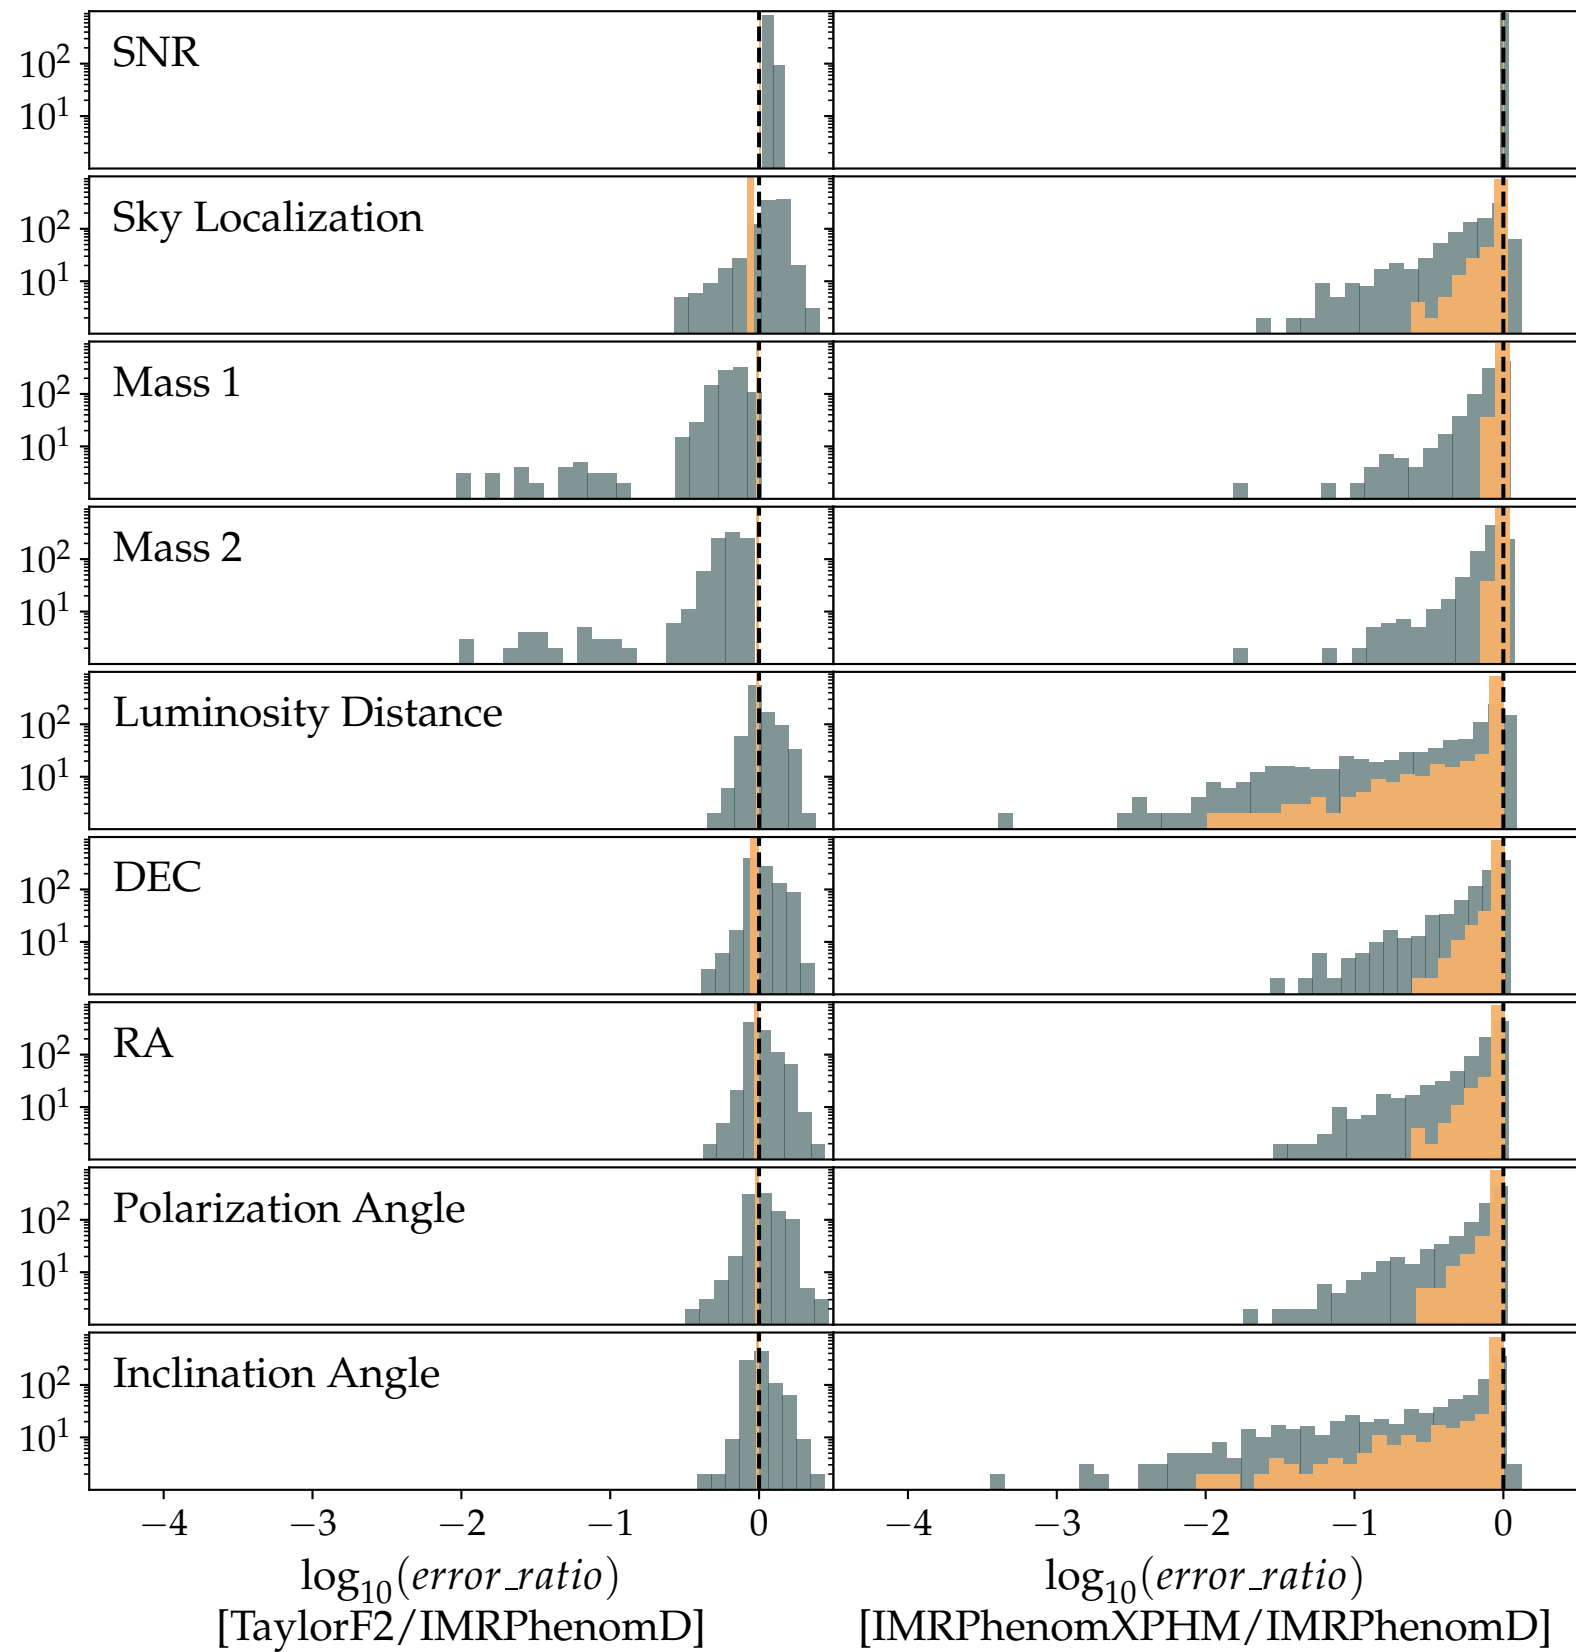 SNR
10²
10¹
Sky Localization
10²
10¹
Mass 1
10²
10¹
Mass 2
10²
10¹
Luminosity Distance
10²
10¹
DEC
10²
10¹
RA
10²
10¹
Polarization Angle
10²
10¹
Inclination Angle
10²
10¹
−4 −3 −2 −1 0 −4 −3 −2 −1 0
log₁₀(error_ratio) log₁₀(error_ratio)
[TaylorF2/IMRPhenomD] [IMRPhenomXPHM/IMRPhenomD]